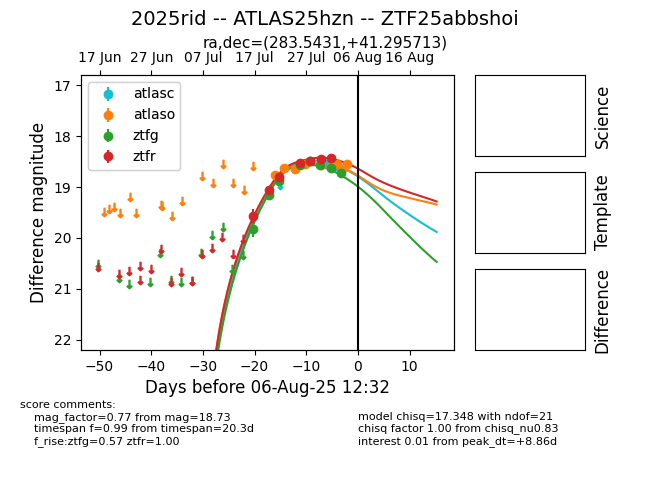 2025rid -- ATLAS25hzn -- ZTF25abbshoi
ra,dec=(283.5431,+41.295713)
17 Jun 27 Jun 07 Jul 17 Jul 27 Jul 06 Aug 16 Aug
atlasc
atlaso
ztfg
ztfr
17
18
19
20
21
22
Difference magnitude
−50 −40 −30 −20 −10 0 10
Days before 06-Aug-25 12:32
Science
Template
Difference
score comments:
mag_factor=0.77 from mag=18.73
timespan f=0.99 from timespan=20.3d
f_rise:ztfg=0.57 ztfr=1.00
model chisq=17.348 with ndof=21
chisq factor 1.00 from chisq_nu0.83
interest 0.01 from peak_dt=+8.86d